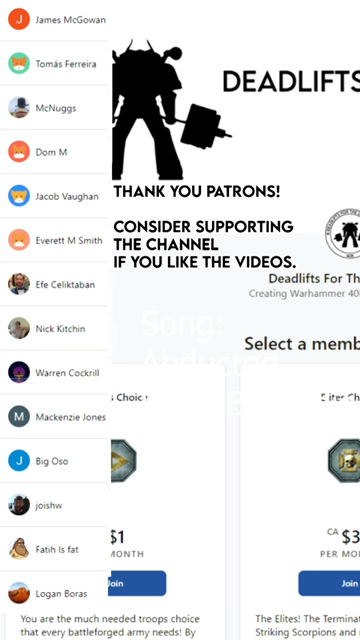 J James McGowan
Tomás Ferreira
McNuggs
Dom M
Jacob Vaughan
Everett M Smith
Efe Celiktaban
Nick Kitchin
Warren Cockrill
M Mackenzie Jones
J Big Oso
joishw
Fatih Is fat
Logan Boras
DEADLIFTS
THANK YOU PATRONS!
CONSIDER SUPPORTING
THE CHANNEL
IF YOU LIKE THE VIDEOS.
Deadlifts For Th
Creating Warhammer 40
Song:
Abducted
Select a memb
s Choice
$1
MONTH
Join
You are the much needed troops choice
that every battleforged army needs! By
Elites Ch
CA $3
PER MO
Join
The Elites! The Termina
Striking Scorpions and